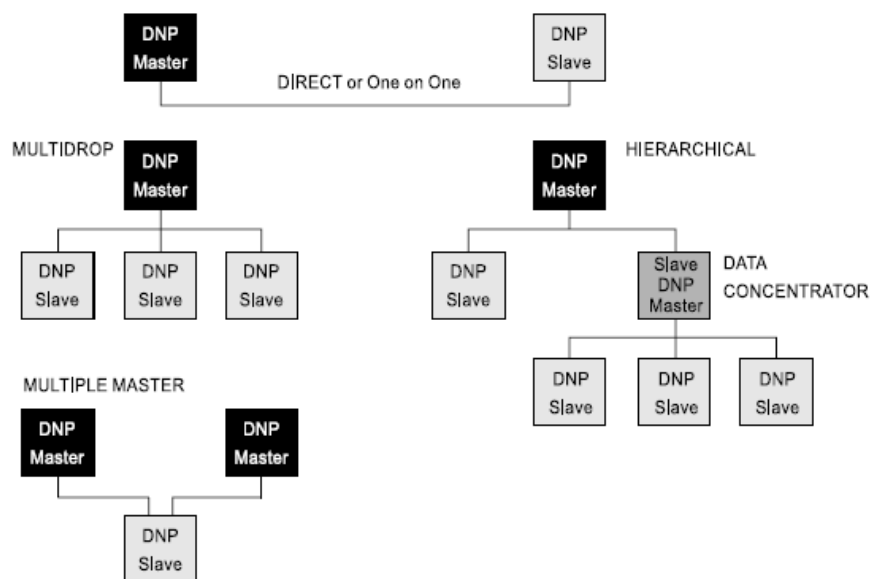 DNP
Master
DNP
Slave
DIRECT or One on One
MULTIDROP
DNP
Master
DNP
Slave
DNP
Slave
DNP
Slave
HIERARCHICAL
DNP
Master
DNP
Slave
Slave
DNP
Master
DATA
CONCENTRATOR
DNP
Slave
DNP
Slave
DNP
Slave
MULTIPLE MASTER
DNP
Master
DNP
Master
DNP
Slave